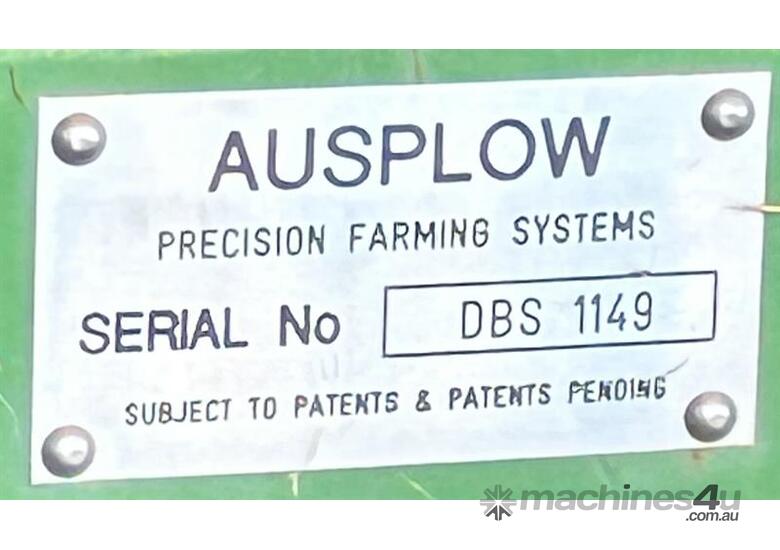 AUSPLOW
PRECISION FARMING SYSTEMS
SERIAL No DBS 1149
SUBJECT TO PATENTS & PATENTS PENDING
machines4u
.com.au